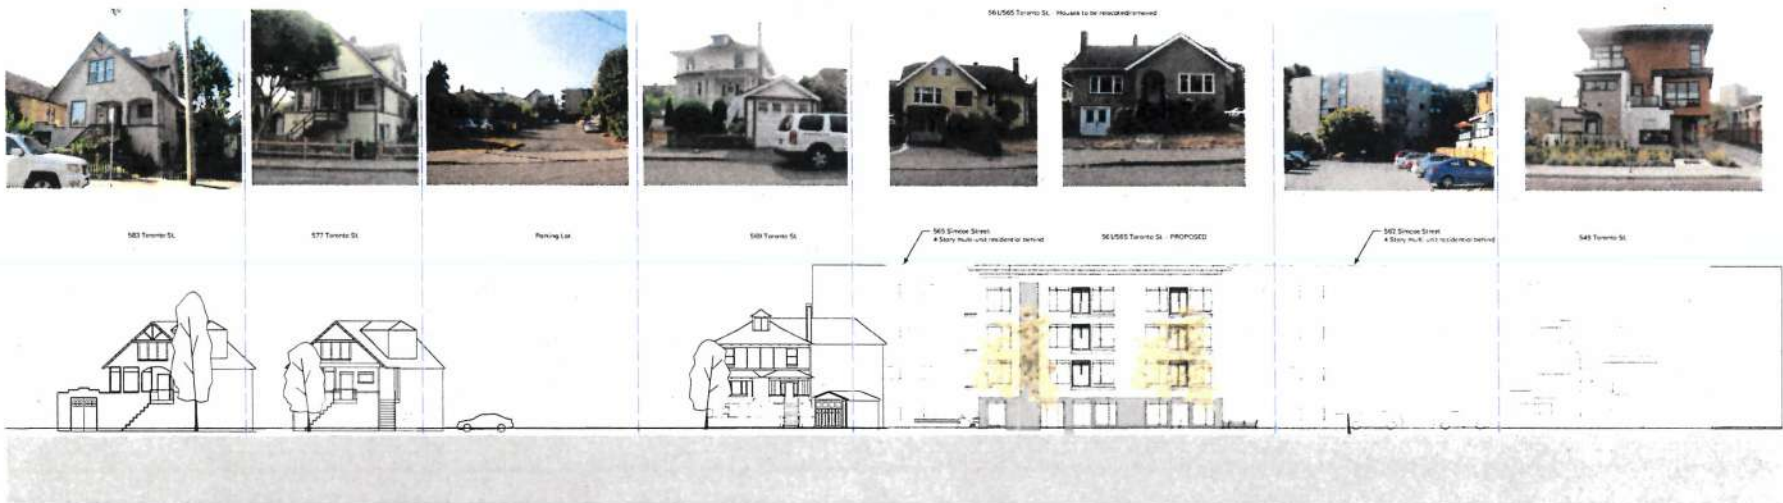 561/565 Toronto St. - Houses to be relocated/removed
583 Toronto St.
577 Toronto St.
Parking Lot
569 Toronto St.
565 Simcoe Street
4 Story multi-unit residential behind
561/565 Toronto St. - PROPOSED
562 Simcoe Street
4 Story multi-unit residential behind
549 Toronto St.